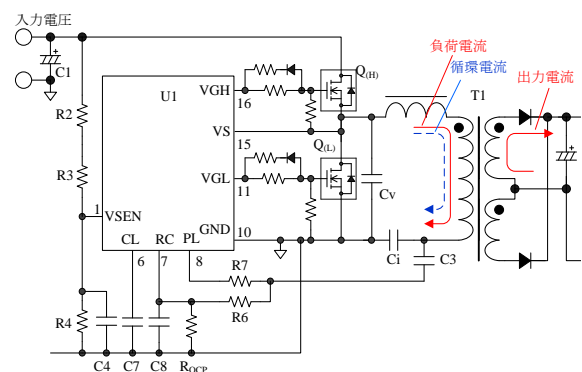 入力電圧
C1
R2
R3
R4
U1
VGH
16
VS
15
VGL
11
GND
10
1
VSEN
CL
RC
PL
6
7
8
Q(H)
Q(L)
負荷電流
循環電流
T1
出力電流
Cv
Ci
C3
R7
R6
C4
C7
C8
ROCP